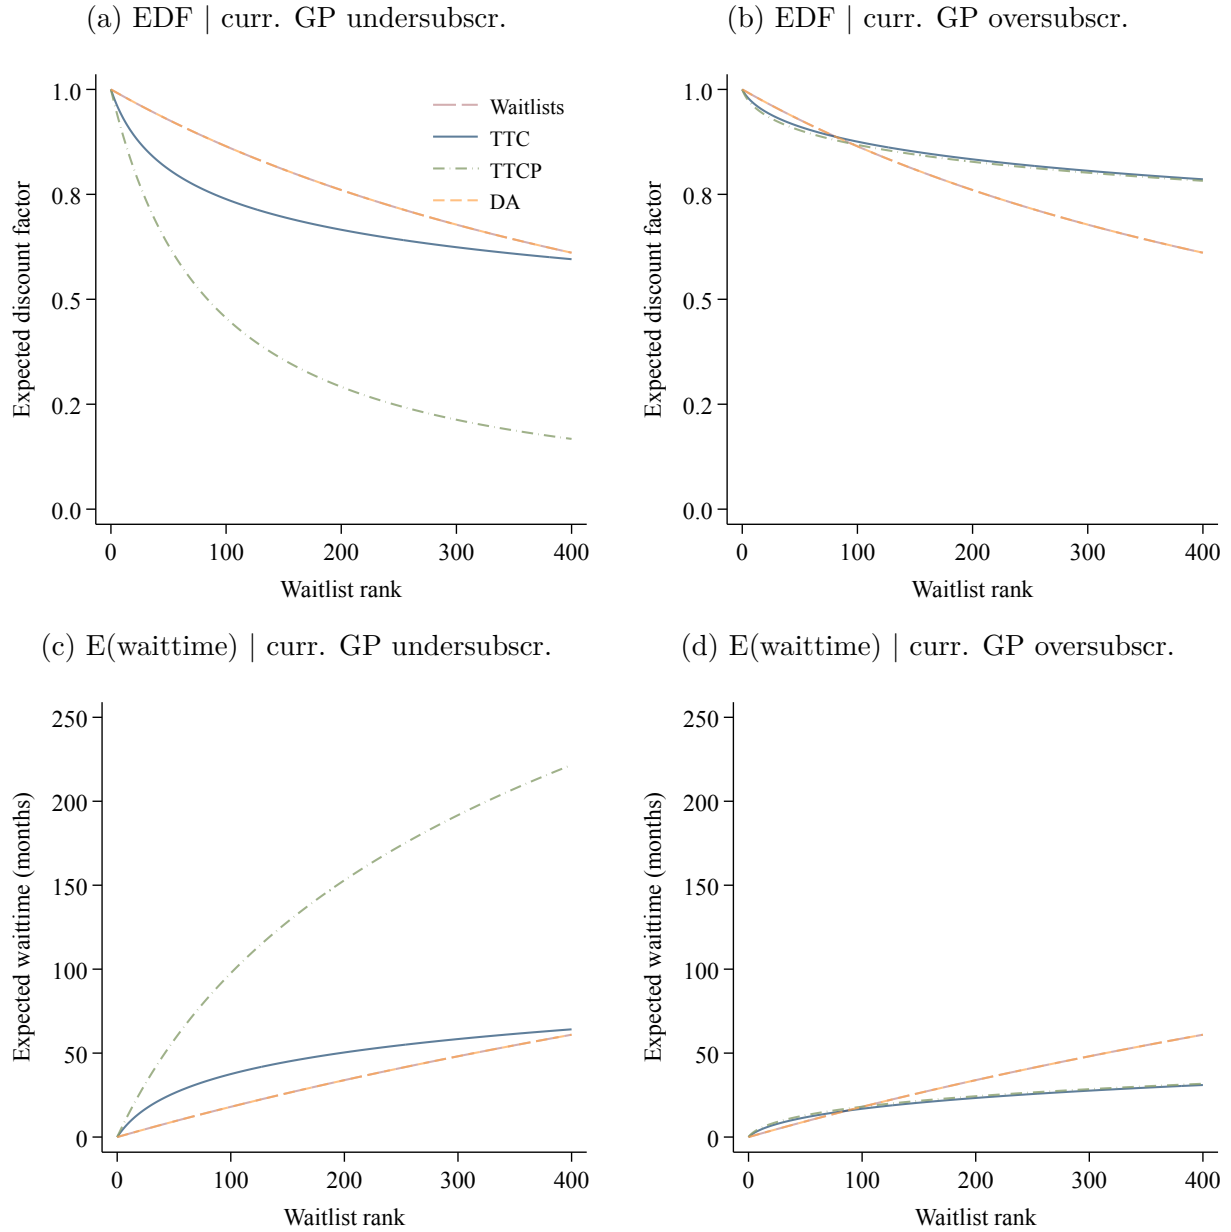 (a) EDF | curr. GP undersubscr.
Expected discount factor
1.0
0.8
0.5
0.2
0.0
Waitlists
TTC
TTCP
DA
0 100 200 300 400
Waitlist rank
(b) EDF | curr. GP oversubscr.
Expected discount factor
1.0
0.8
0.5
0.2
0.0
0 100 200 300 400
Waitlist rank
(c) E(waittime) | curr. GP undersubscr.
Expected waittime (months)
250
200
150
100
50
0
0 100 200 300 400
Waitlist rank
(d) E(waittime) | curr. GP oversubscr.
Expected waittime (months)
250
200
150
100
50
0
0 100 200 300 400
Waitlist rank